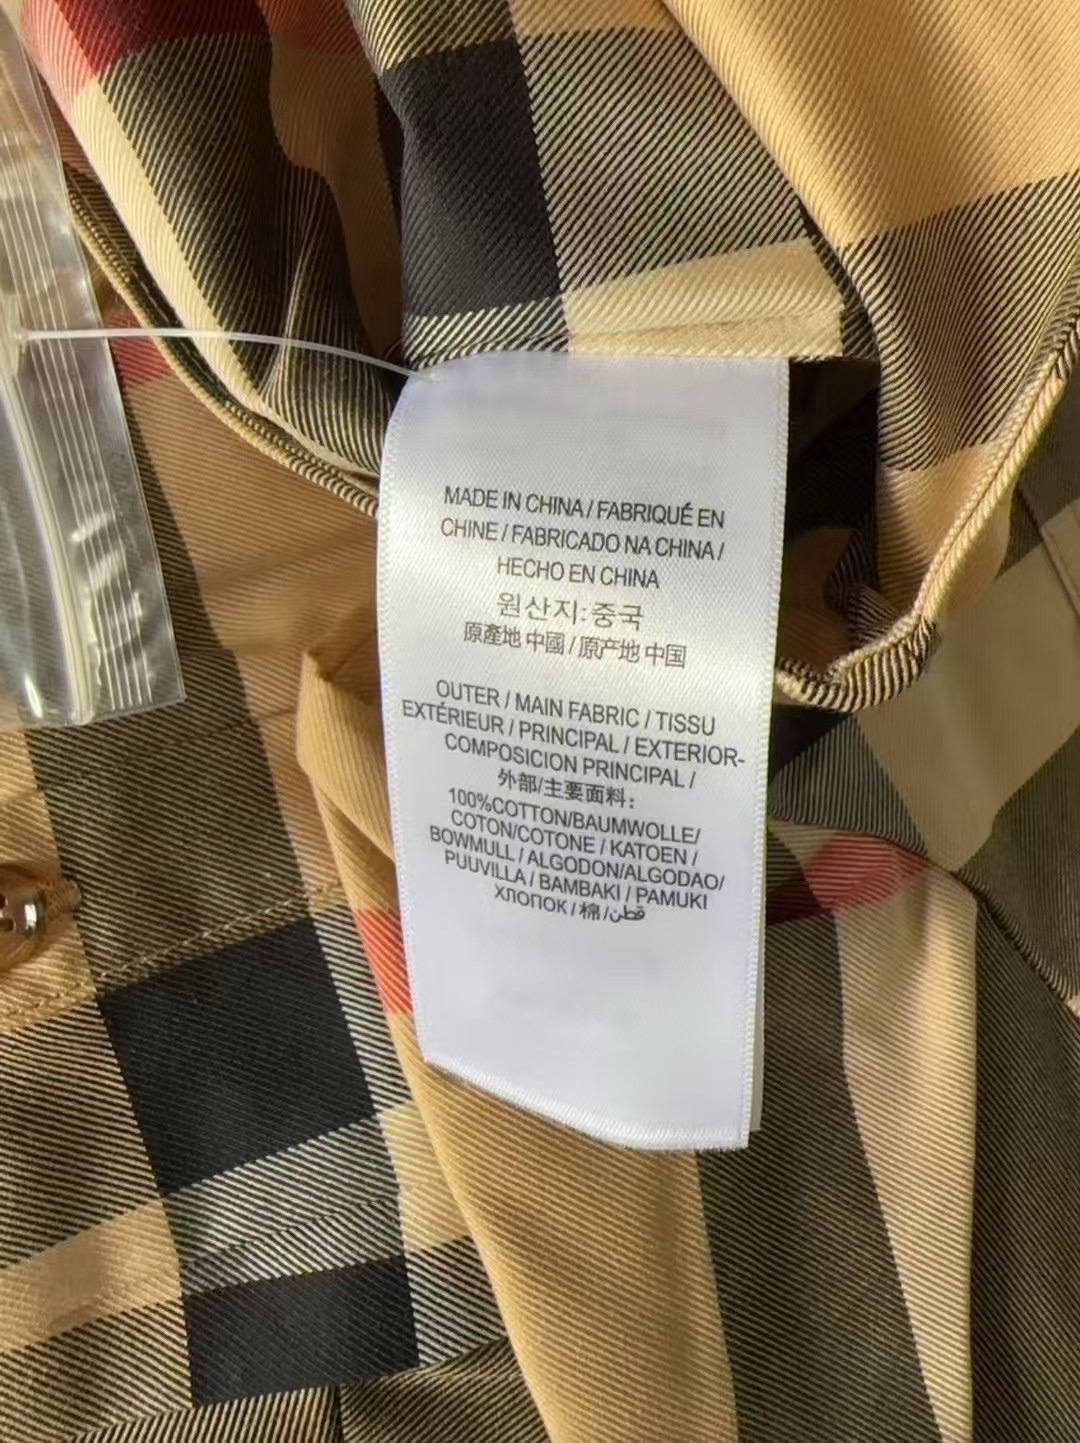 MADE IN CHINA / FABRIQUÉ EN
CHINE / FABRICADO NA CHINA /
HECHO EN CHINA
원산지:중국
原產地 中國 / 原产地 中国
OUTER / MAIN FABRIC / TISSU
EXTÉRIEUR / PRINCIPAL / EXTERIOR-
COMPOSICION PRINCIPAL /
外部/主要面料:
100%COTTON/BAUMWOLLE/
COTON/COTONE / KATOEN /
BOWMULL / ALGODON/ALGODAO/
PUUVILLA / BAMBAKI / PAMUKI
ХЛОПОК / 棉 /قطن